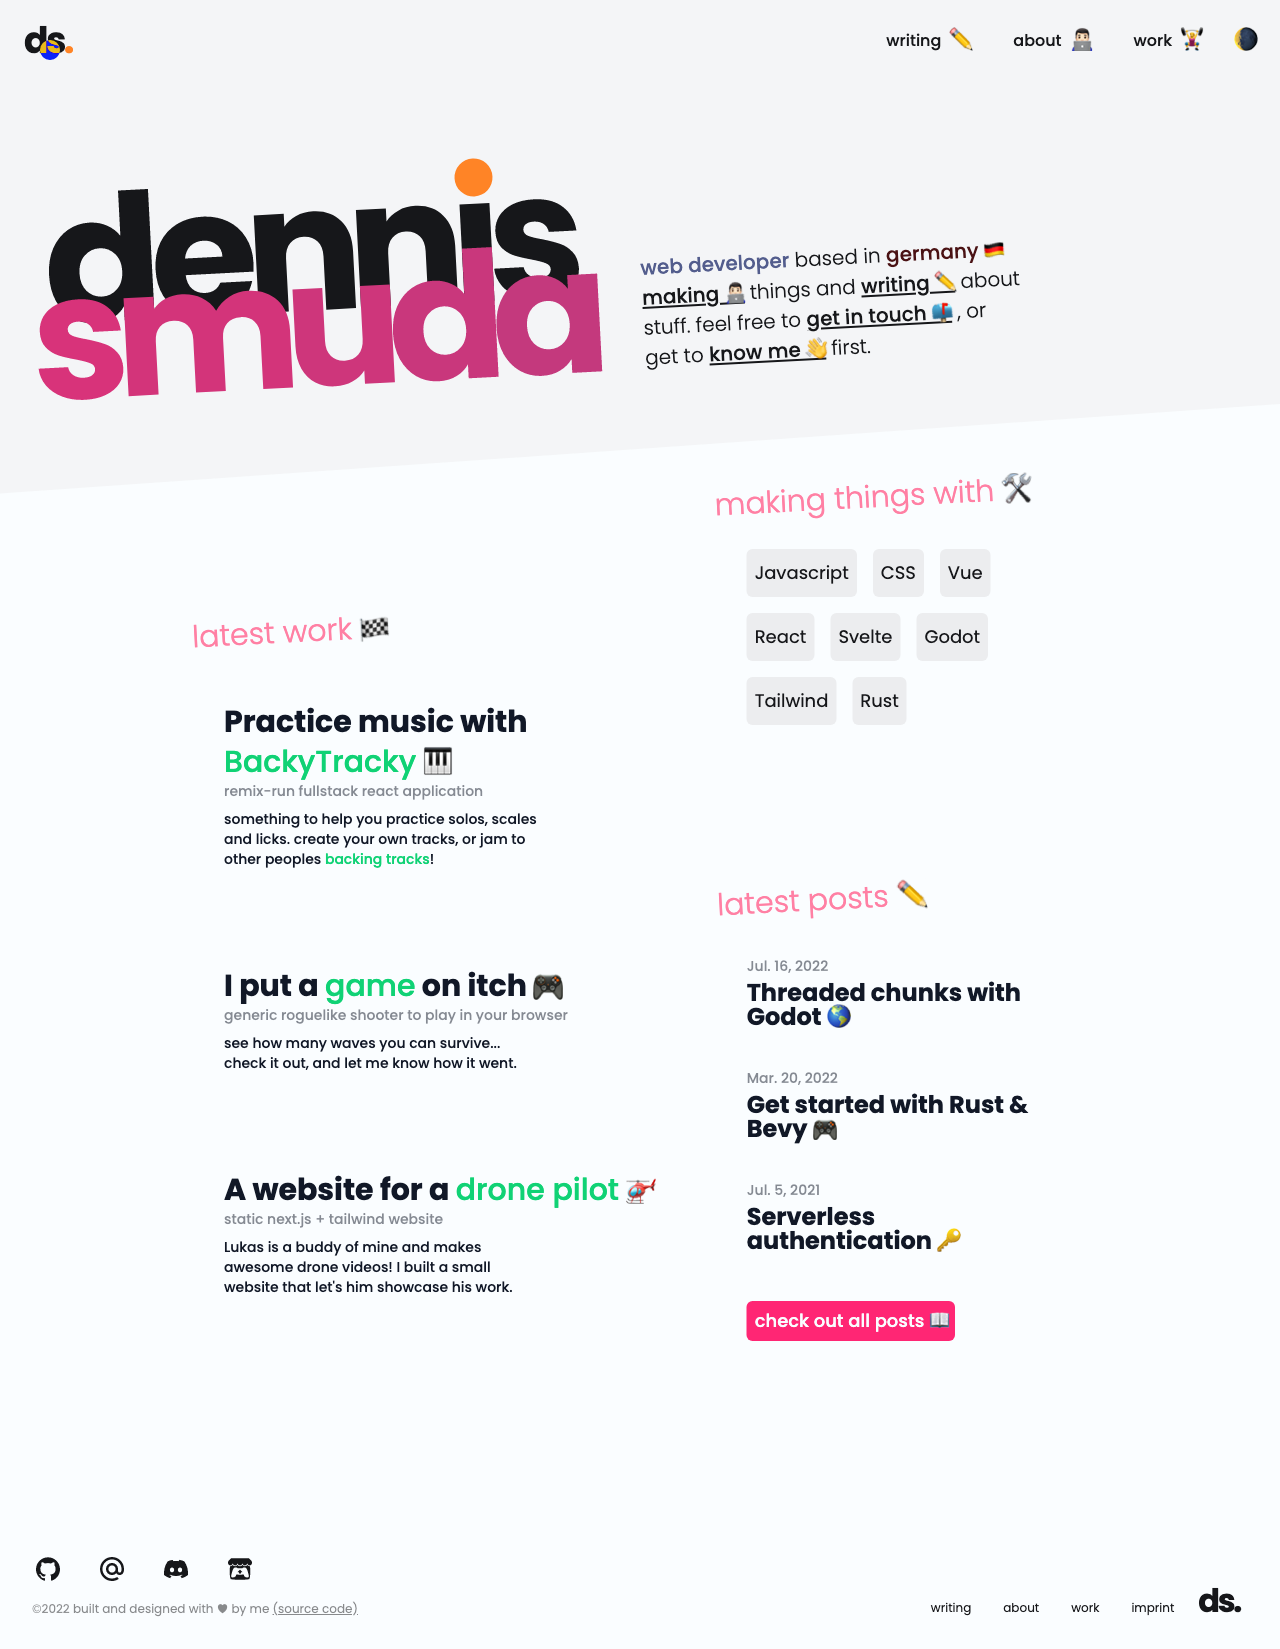 ds.
writing ✏️
about 👨🏻‍💻
work 🏋🏻‍♂️
dennis
smuda
web developer based in germany 🇩🇪
making 👨🏻‍💻 things and writing ✏️ about
stuff. feel free to get in touch 📫, or
get to know me 👋 first.
making things with 🛠️
Javascript
CSS
Vue
React
Svelte
Godot
Tailwind
Rust
latest work 🏁
Practice music with
BackyTracky 🎹
remix-run fullstack react application
something to help you practice solos, scales
and licks. create your own tracks, or jam to
other peoples backing tracks!
I put a game on itch 🎮
generic roguelike shooter to play in your browser
see how many waves you can survive...
check it out, and let me know how it went.
A website for a drone pilot 🚁
static next.js + tailwind website
Lukas is a buddy of mine and makes
awesome drone videos! I built a small
website that let's him showcase his work.
latest posts ✏️
Jul. 16, 2022
Threaded chunks with
Godot 🌎
Mar. 20, 2022
Get started with Rust &
Bevy 🎮
Jul. 5, 2021
Serverless
authentication 🔑
check out all posts 📖
©2022 built and designed with ♥ by me (source code)
writing
about
work
imprint
ds.